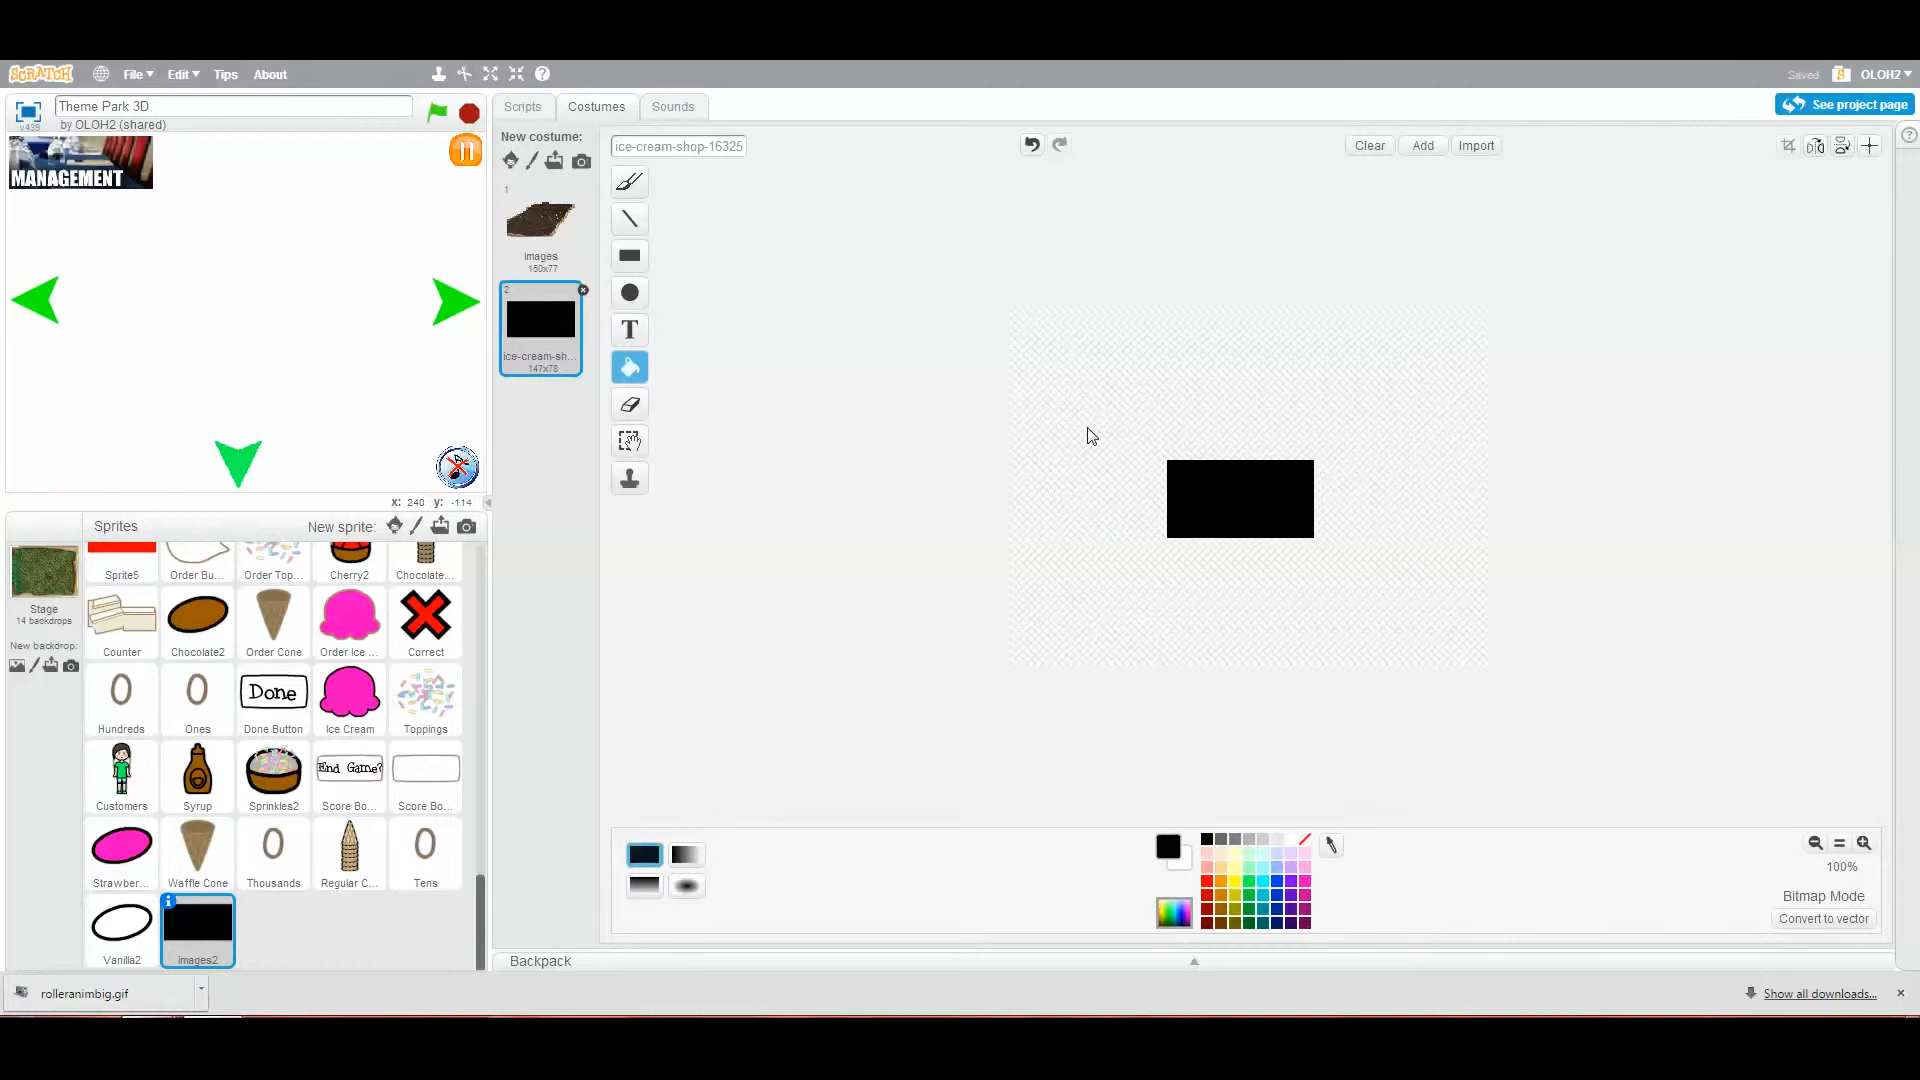 SCRATCH
File
Edit
Tips
About
Saved
OLOH2
Theme Park 3D
by OLOH2 (shared)
v439
MANAGEMENT
x: 240 y: -114
Scripts
Costumes
Sounds
See project page
New costume:
1
images
150x77
2
ice-cream-sh...
147x78
ice-cream-shop-16325
Clear
Add
Import
T
Sprites
New sprite:
Stage
14 backdrops
New backdrop:
Sprite5
Order Bu...
Order Top...
Cherry2
Chocolate...
Counter
Chocolate2
Order Cone
Order Ice ...
Correct
0
0
Done
Hundreds
Ones
Done Button
Ice Cream
Toppings
End Game?
Customers
Syrup
Sprinkles2
Score Bo...
Score Bo...
0
0
Strawber...
Waffle Cone
Thousands
Regular C...
Tens
Vanilla2
images2
100%
Bitmap Mode
Convert to vector
Backpack
rolleranimbig.gif
Show all downloads...